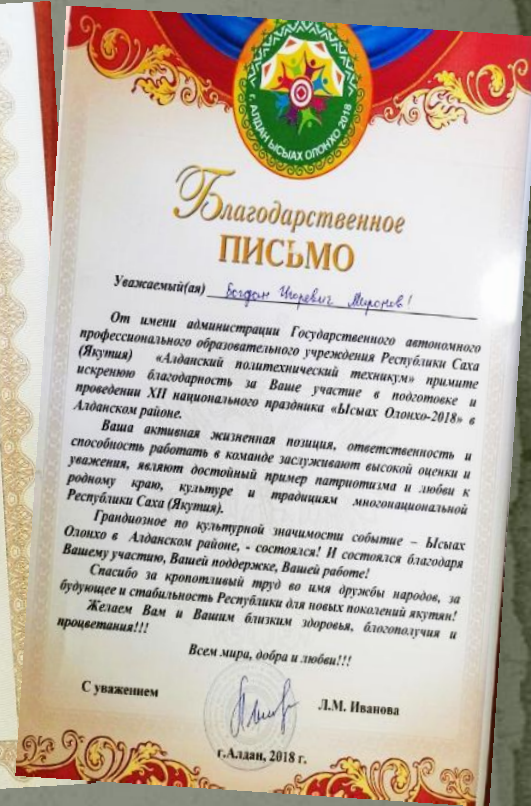 г. АЛДАН ЫСЫАХ ОЛОНХО 2018
Благодарственное
ПИСЬМО
Уважаемый(ая) Богдан Игоревич Миронов!
От имени администрации Государственного автономного
профессионального образовательного учреждения Республики Саха
(Якутия) «Алданский политехнический техникум» примите
искренюю благодарность за Ваше участие в подготовке и
проведении XII национального праздника «Ысыах Олонхо-2018» в
Алданском районе.
Ваша активная жизненная позиция, ответственность и
способность работать в команде заслуживают высокой оценки и
уважения, являют достойный пример патриотизма и любви к
родному краю, культуре и традициям многонациональной
Республики Саха (Якутия).
Грандиозное по культурной значимости событие – Ысыах
Олонхо в Алданском районе, - состоялся! И состоялся благодаря
Вашему участию, Вашей поддержке, Вашей работе!
Спасибо за кропотливый труд во имя дружбы народов, за
будующее и стабильность Республики для новых поколений якутян!
Желаем Вам и Вашим близким здоровья, блогополучия и
процветания!!!
Всем мира, добра и любви!!!
С уважением
Л.М. Иванова
г.Алдан, 2018 г.